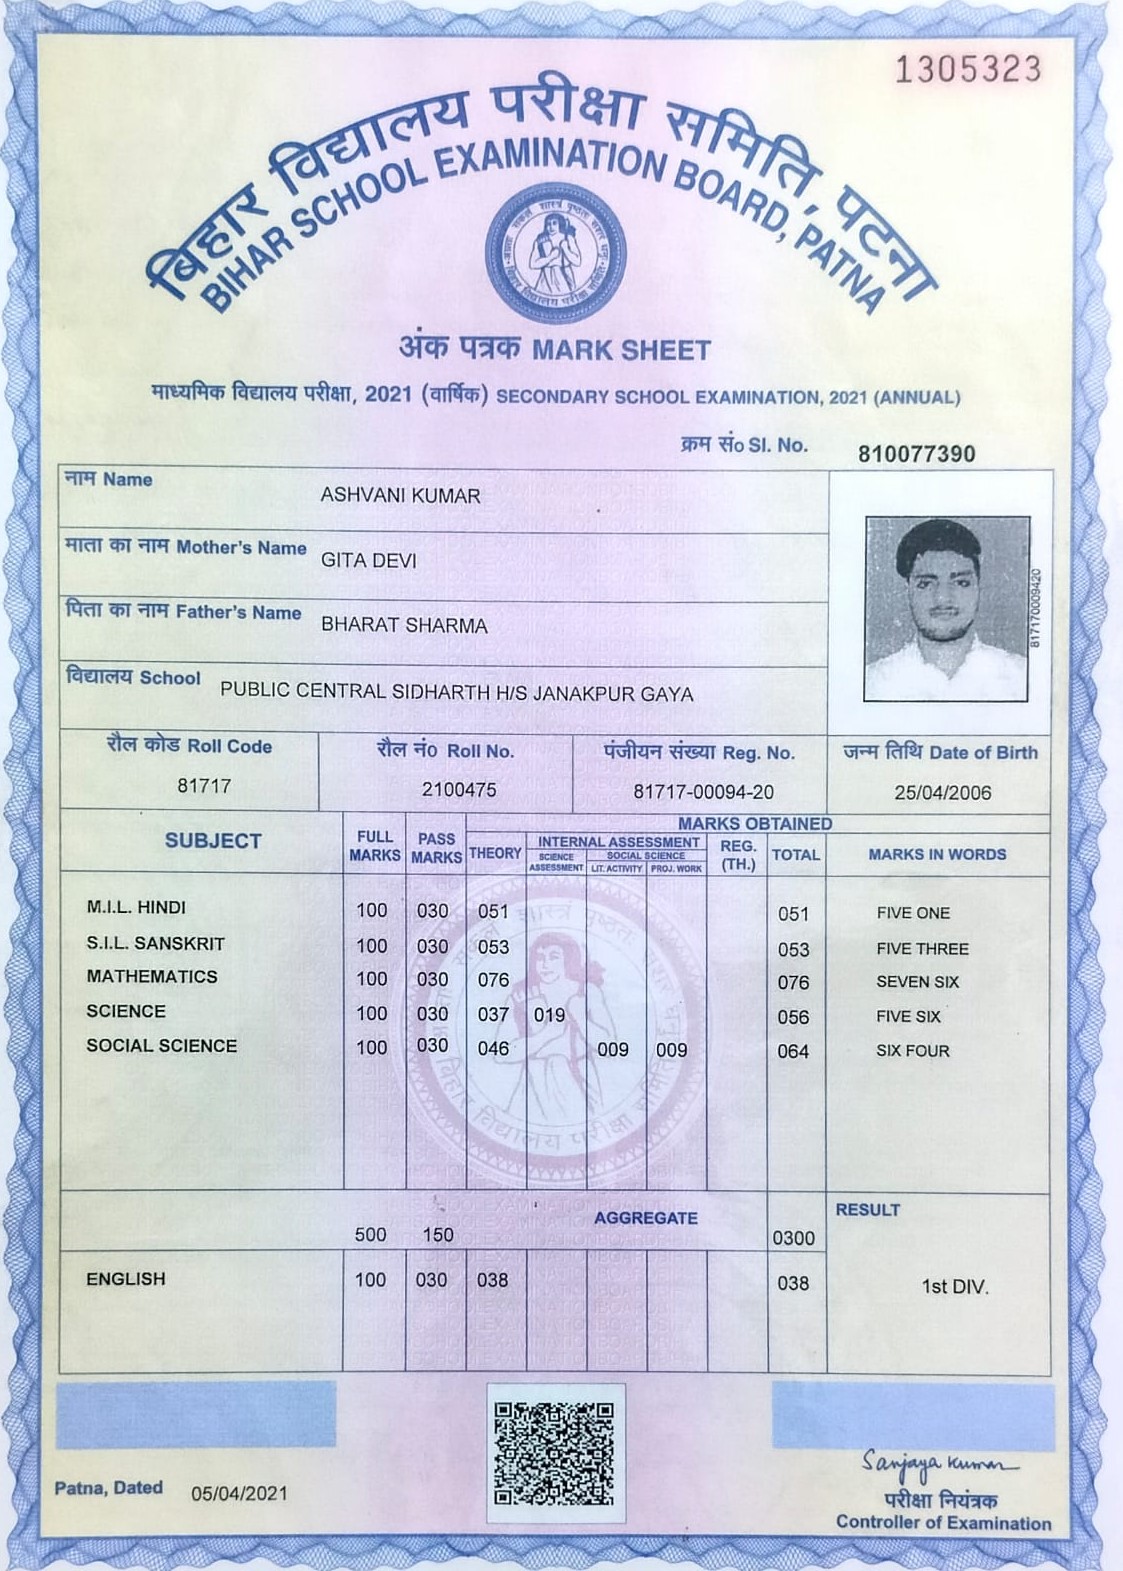 1305323
बिहार विद्यालय परीक्षा समिति, पटना
BIHAR SCHOOL EXAMINATION BOARD, PATNA
अंक पत्रक MARK SHEET
माध्यमिक विद्यालय परीक्षा, 2021 (वार्षिक) SECONDARY SCHOOL EXAMINATION, 2021 (ANNUAL)
क्रम सं० Sl. No. 810077390
नाम Name ASHVANI KUMAR
माता का नाम Mother's Name GITA DEVI
पिता का नाम Father's Name BHARAT SHARMA
विद्यालय School PUBLIC CENTRAL SIDHARTH H/S JANAKPUR GAYA
817170009420
रौल कोड Roll Code रौल नं० Roll No. पंजीयन संख्या Reg. No. जन्म तिथि Date of Birth
81717 2100475 81717-00094-20 25/04/2006
SUBJECT FULL MARKS PASS MARKS MARKS OBTAINED
THEORY INTERNAL ASSESSMENT REG. (TH.) TOTAL MARKS IN WORDS
SCIENCE ASSESSMENT SOCIAL SCIENCE
LIT. ACTIVITY PROJ. WORK
M.I.L. HINDI 100 030 051 051 FIVE ONE
S.I.L. SANSKRIT 100 030 053 053 FIVE THREE
MATHEMATICS 100 030 076 076 SEVEN SIX
SCIENCE 100 030 037 019 056 FIVE SIX
SOCIAL SCIENCE 100 030 046 009 009 064 SIX FOUR
बिहार विद्यालय परीक्षा समिति
500 150 AGGREGATE 0300 RESULT
ENGLISH 100 030 038 038 1st DIV.
Patna, Dated 05/04/2021
Sanjaya Kumar
परीक्षा नियंत्रक
Controller of Examination